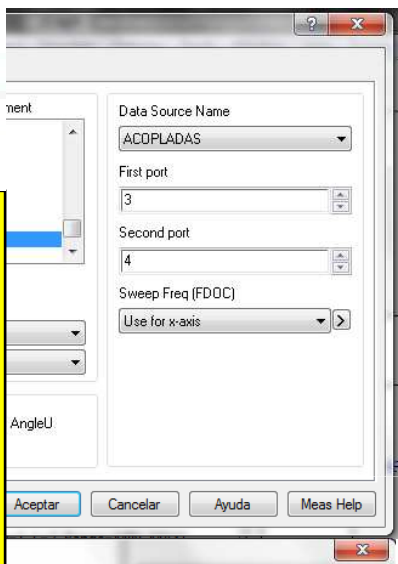 Data Source Name
ACOPLADAS
First port
3
Second port
4
Sweep Freq (FDOC)
Use for x-axis
>
AngleU
Aceptar
Cancelar
Ayuda
Meas Help